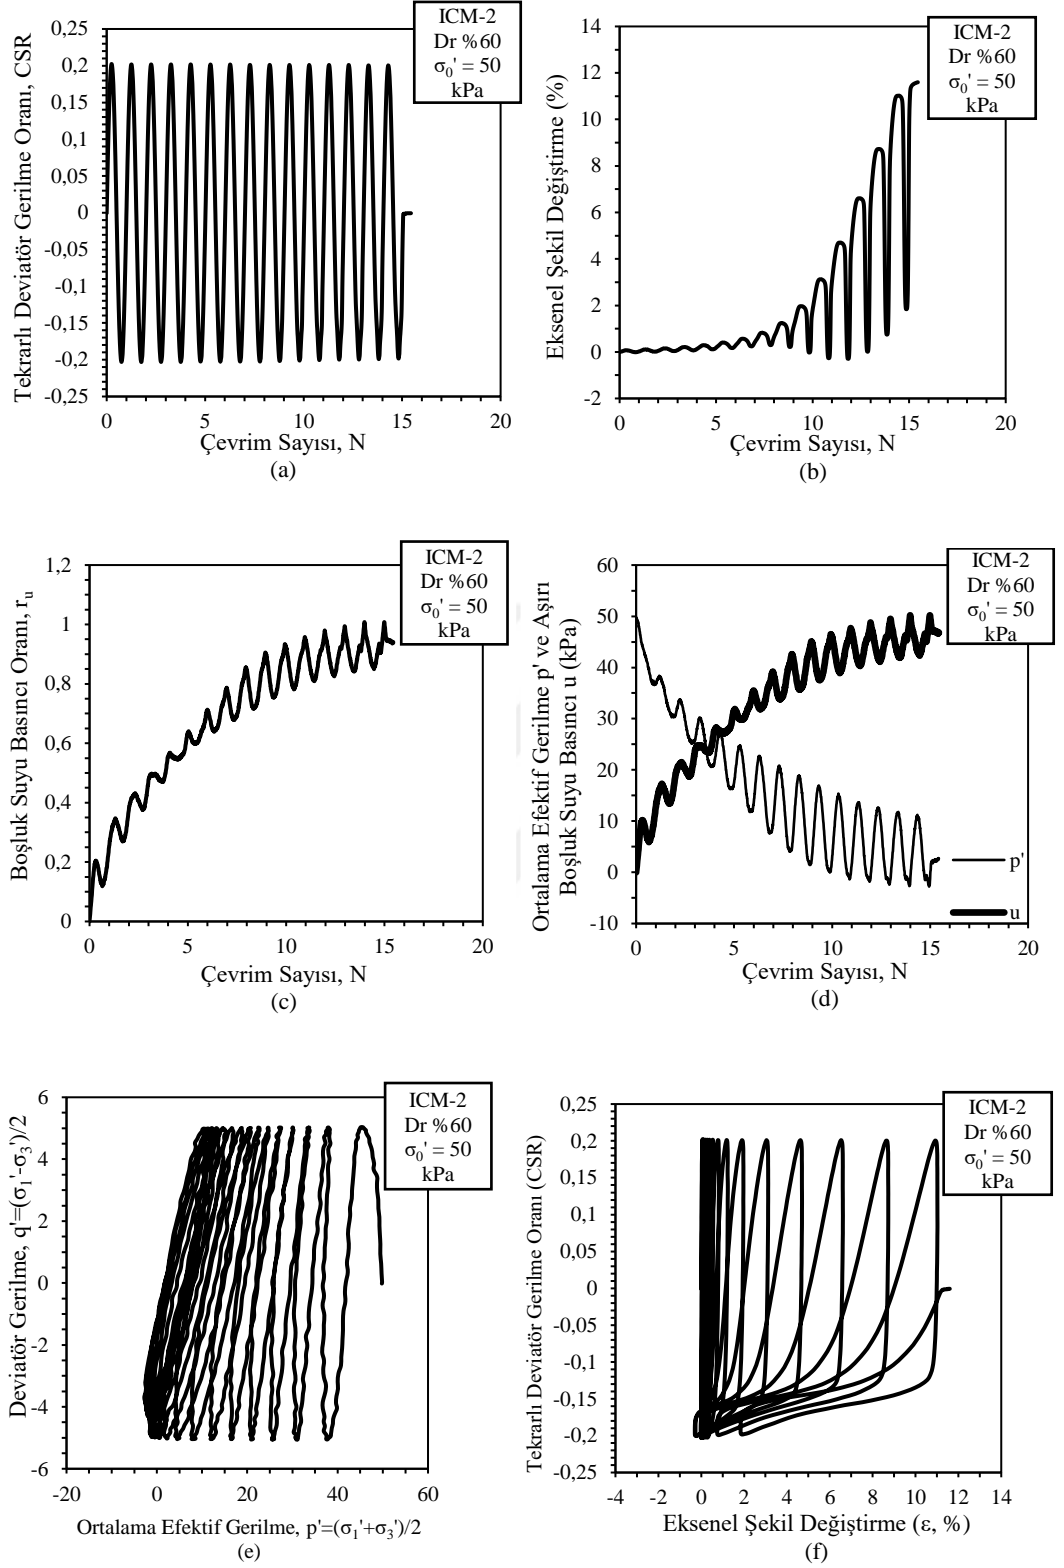 ICM-2
Dr %60
σ0' = 50
kPa
Tekrarlı Deviatör Gerilme Oranı, CSR
0,25
0,2
0,15
0,1
0,05
0
-0,05
-0,1
-0,15
-0,2
-0,25
0 5 10 15 20
Çevrim Sayısı, N
(a)
ICM-2
Dr %60
σ0' = 50
kPa
Eksenel Şekil Değiştirme (%)
14
12
10
8
6
4
2
0
-2
0 5 10 15 20
Çevrim Sayısı, N
(b)
ICM-2
Dr %60
σ0' = 50
kPa
Boşluk Suyu Basıncı Oranı, ru
1,2
1
0,8
0,6
0,4
0,2
0
0 5 10 15 20
Çevrim Sayısı, N
(c)
ICM-2
Dr %60
σ0' = 50
kPa
Ortalama Efektif Gerilme p' ve Aşırı
Boşluk Suyu Basıncı u (kPa)
60
50
40
30
20
10
0
-10
p'
u
0 5 10 15 20
Çevrim Sayısı, N
(d)
ICM-2
Dr %60
σ0' = 50
kPa
Deviatör Gerilme, q'=(σ1'-σ3')/2
6
4
2
0
-2
-4
-6
-20 0 20 40 60
Ortalama Efektif Gerilme, p'=(σ1'+σ3')/2
(e)
ICM-2
Dr %60
σ0' = 50
kPa
Tekrarlı Deviatör Gerilme Oranı (CSR)
0,25
0,2
0,15
0,1
0,05
0
-0,05
-0,1
-0,15
-0,2
-0,25
-4 -2 0 2 4 6 8 10 12 14
Eksenel Şekil Değiştirme (ε, %)
(f)